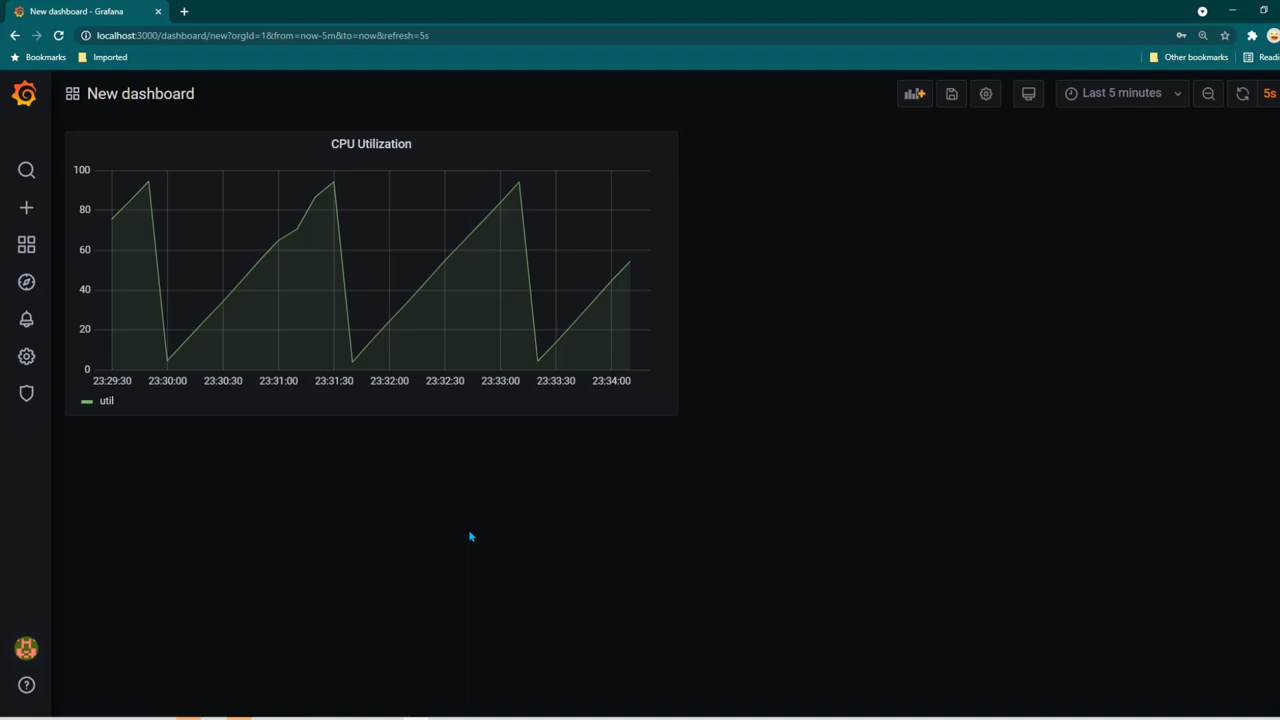 New dashboard - Grafana
localhost:3000/dashboard/new?orgId=1&from=now-5m&to=now&refresh=5s
Bookmarks Imported Other bookmarks Readi
New dashboard Last 5 minutes 5s
CPU Utilization
100
80
60
40
20
0
23:29:30 23:30:00 23:30:30 23:31:00 23:31:30 23:32:00 23:32:30 23:33:00 23:33:30 23:34:00
util